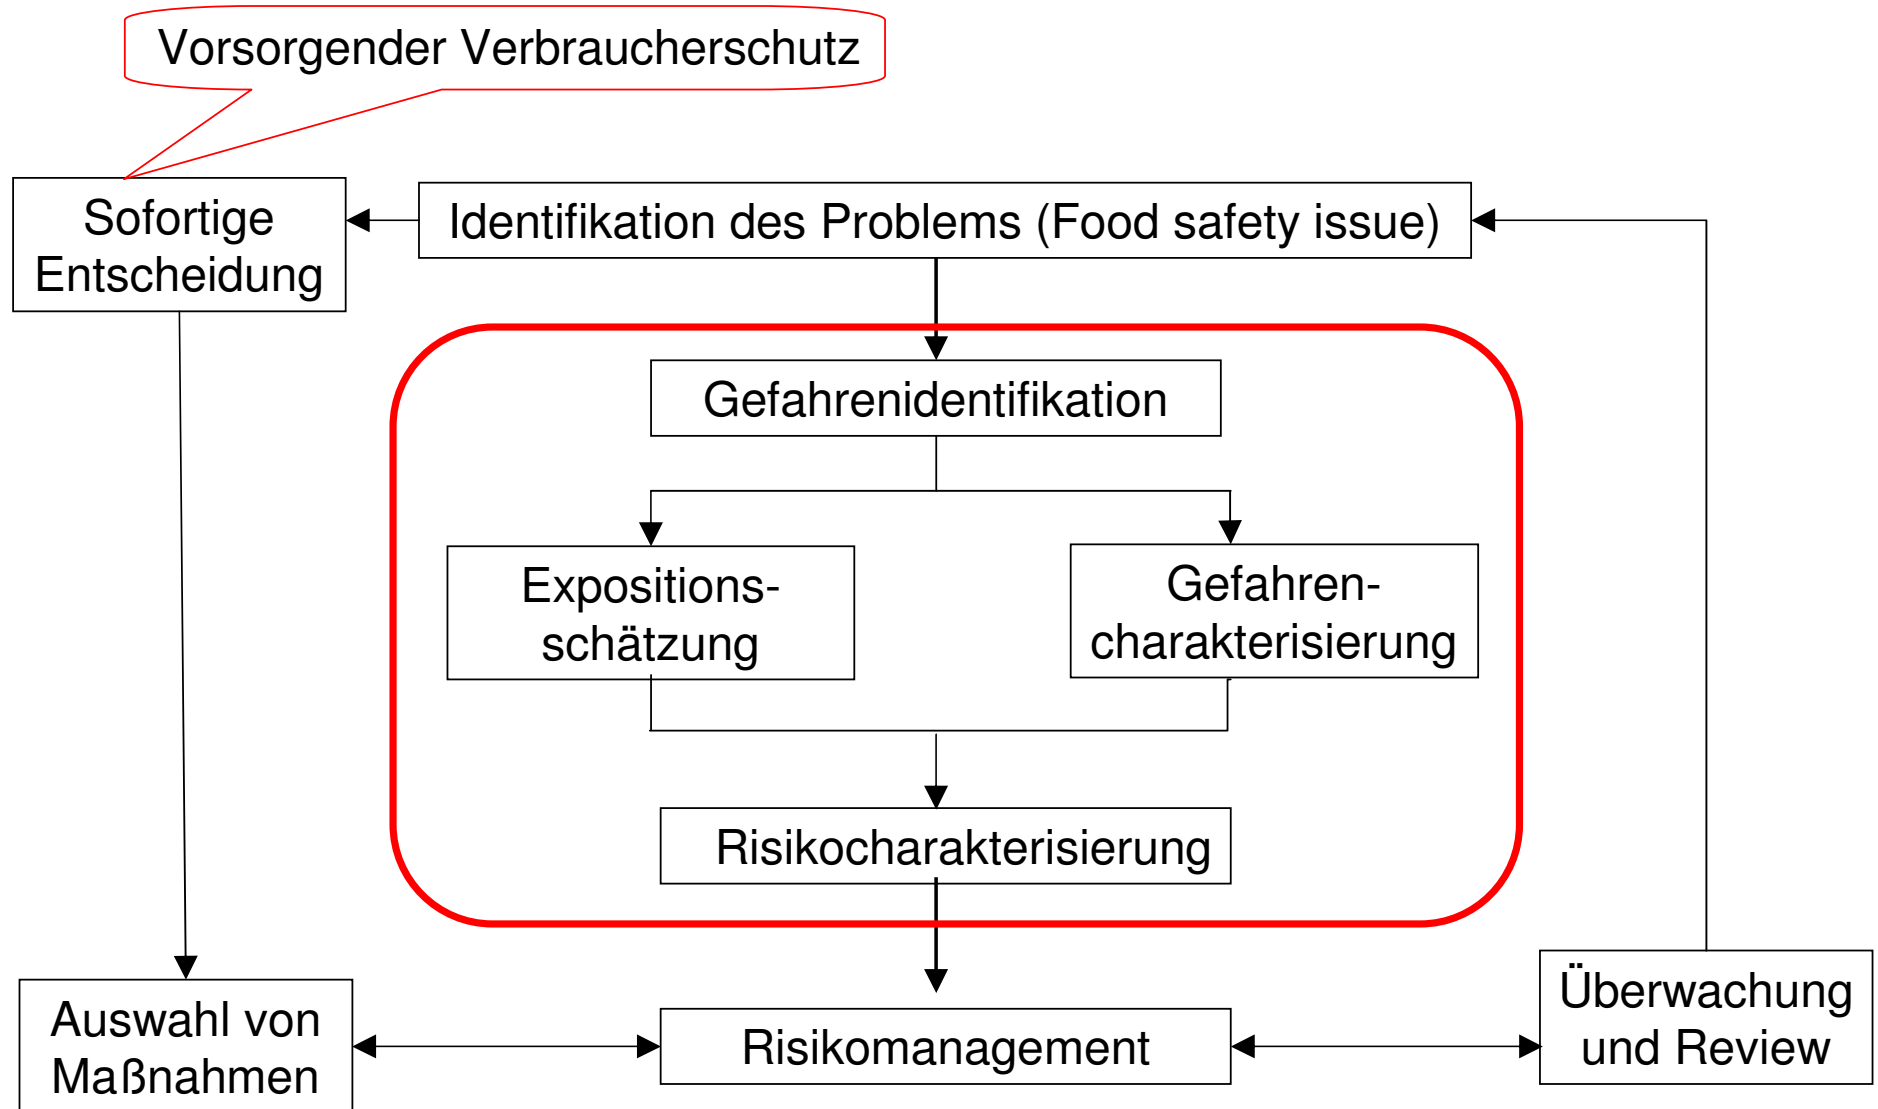 Vorsorgender Verbraucherschutz
Sofortige
Entscheidung
Identifikation des Problems (Food safety issue)
Gefahrenidentifikation
Expositions-
schätzung
Gefahren-
charakterisierung
Risikocharakterisierung
Auswahl von
Maßnahmen
Risikomanagement
Überwachung
und Review